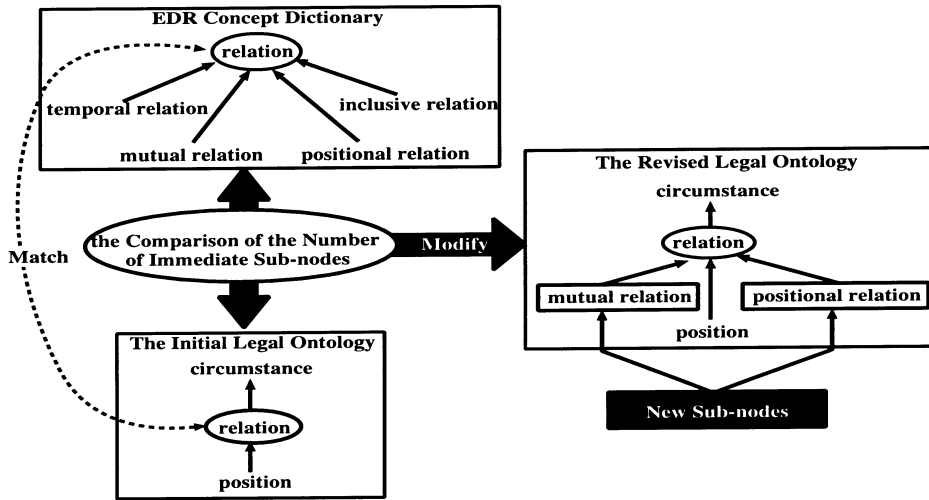 EDR Concept Dictionary
relation
temporal relation
inclusive relation
mutual relation
positional relation
the Comparison of the Number
of Immediate Sub-nodes
Modify
Match
The Initial Legal Ontology
circumstance
relation
position
The Revised Legal Ontology
circumstance
relation
mutual relation
positional relation
position
New Sub-nodes